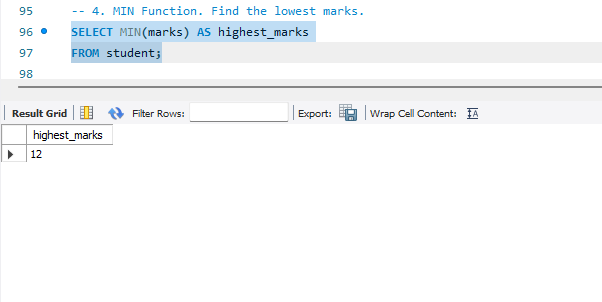 95 -- 4. MIN Function. Find the lowest marks.
96 SELECT MIN(marks) AS highest_marks
97 FROM student;
98
Result Grid Filter Rows: Export: Wrap Cell Content: IA
highest_marks
12